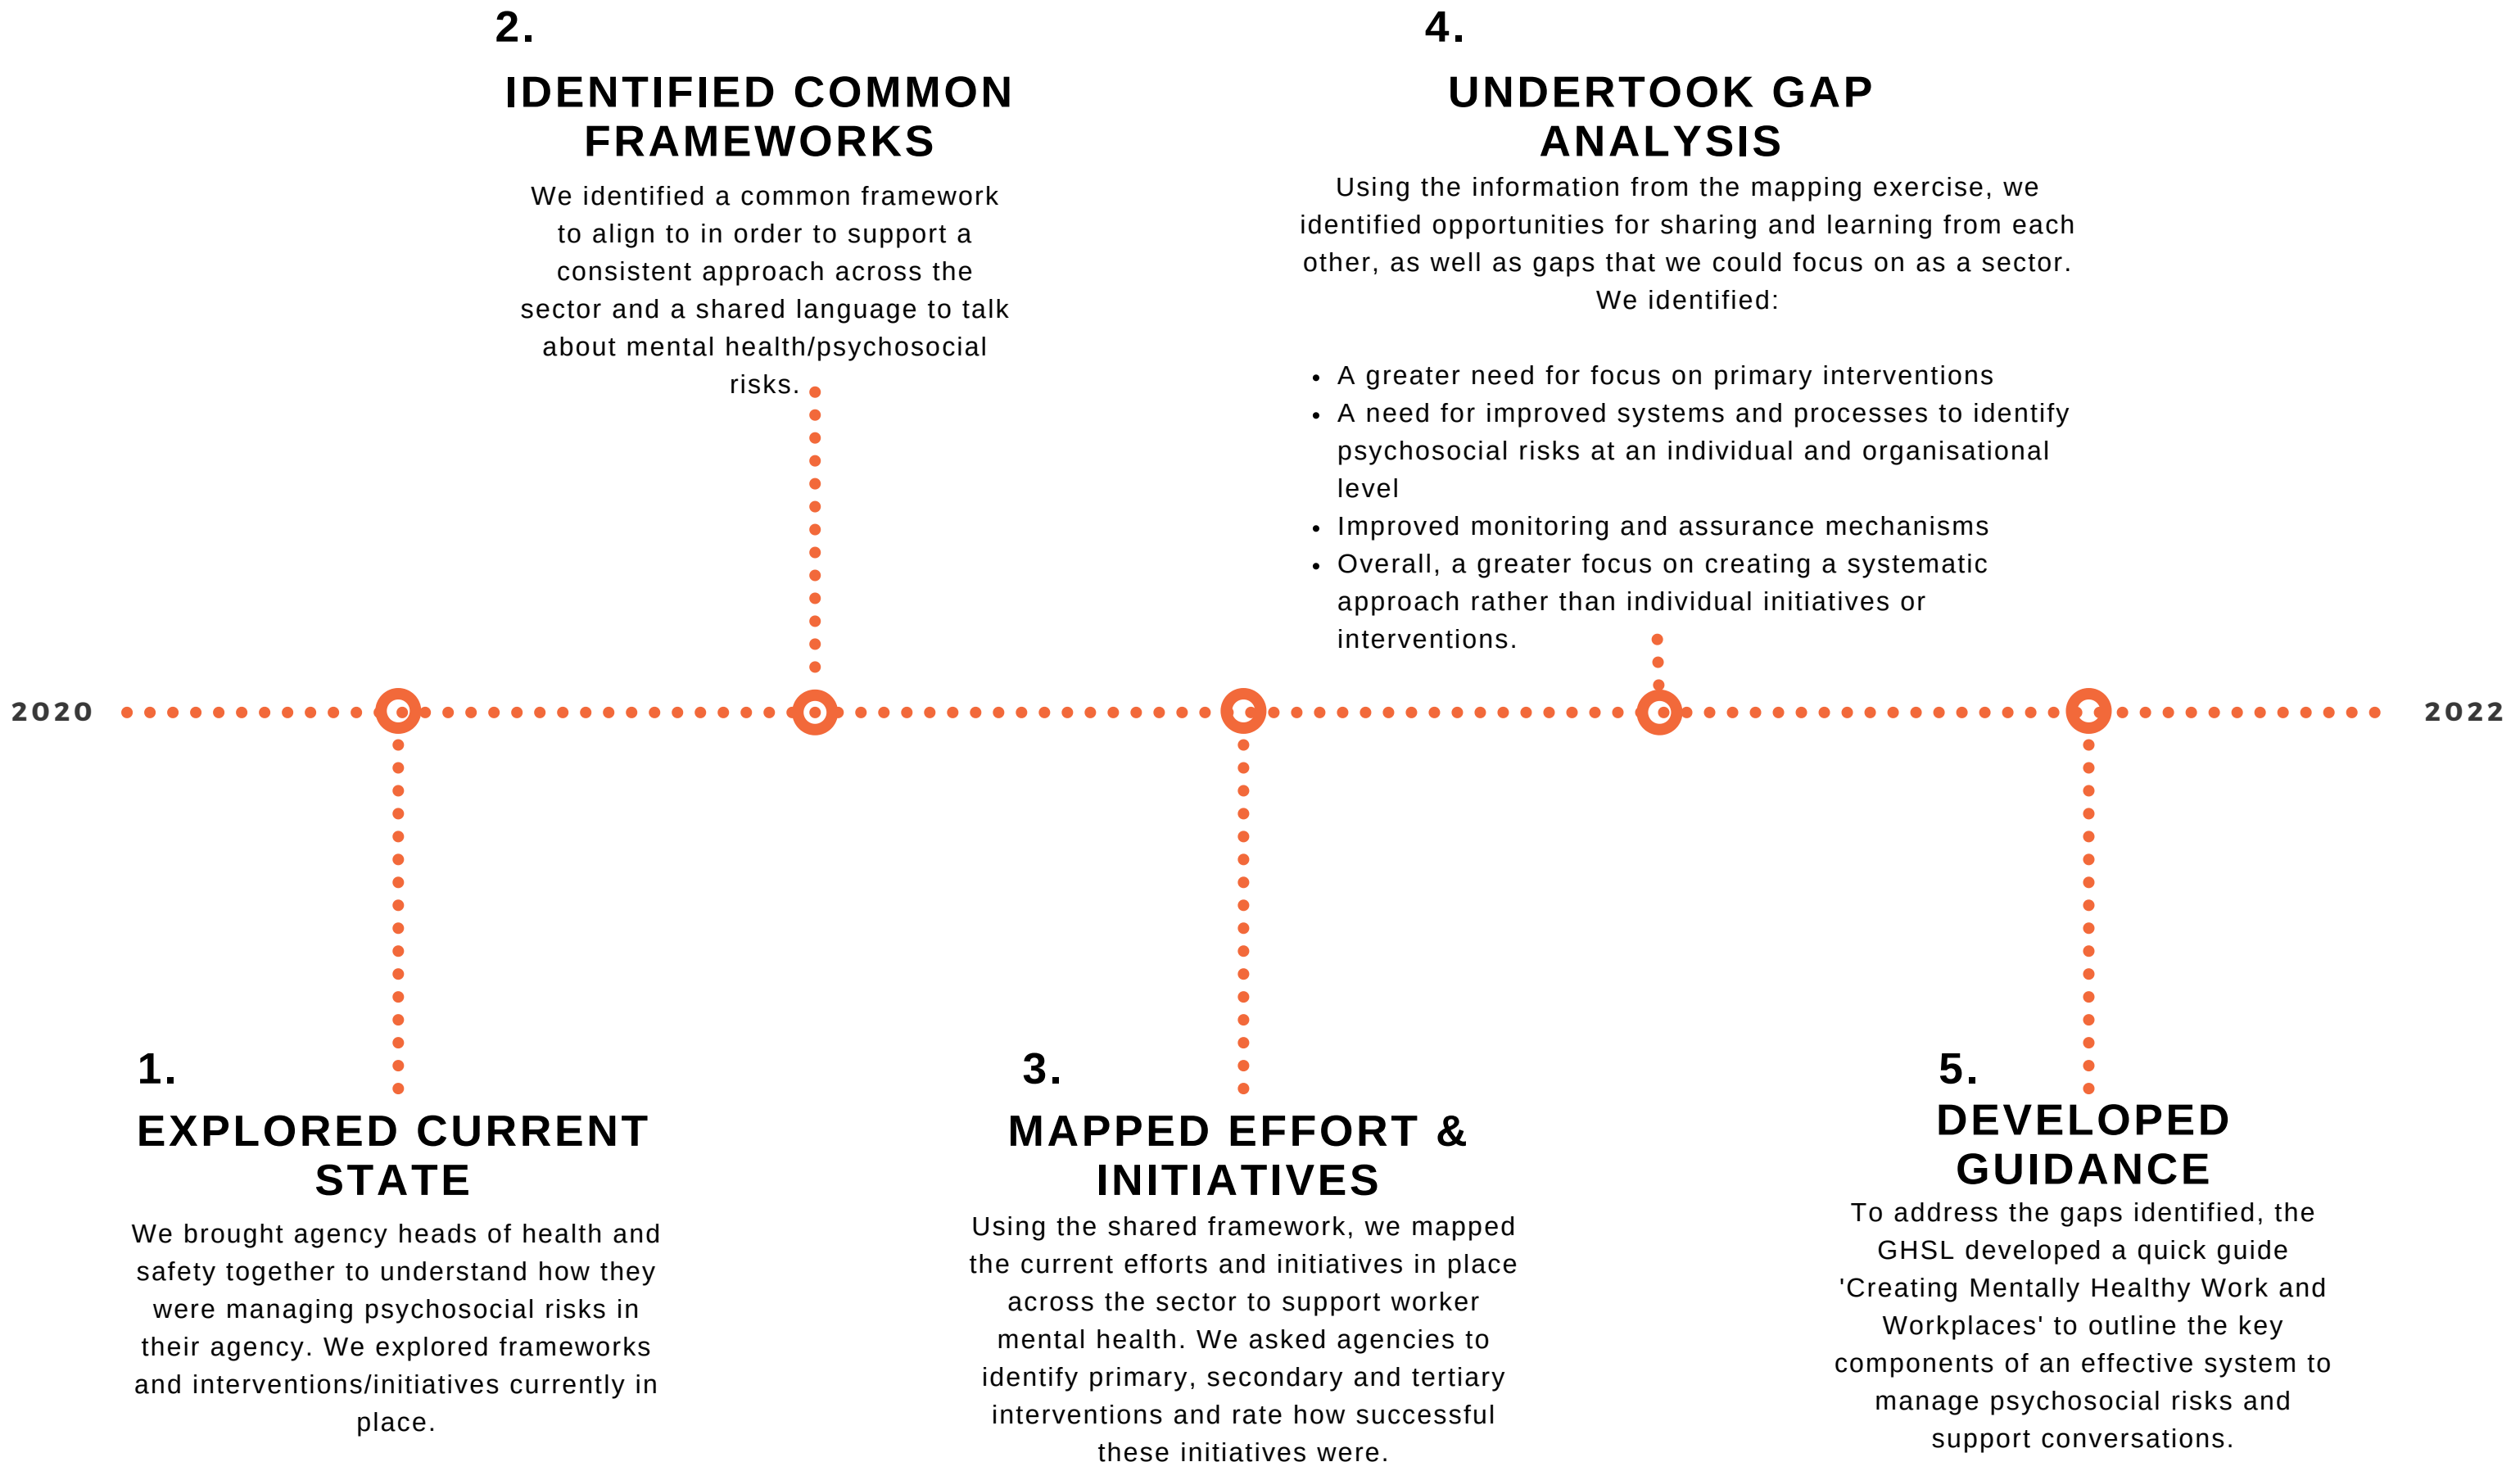 2.
IDENTIFIED COMMON
FRAMEWORKS
We identified a common framework
to align to in order to support a
consistent approach across the
sector and a shared language to talk
about mental health/psychosocial
risks.
4.
UNDERTOOK GAP
ANALYSIS
Using the information from the mapping exercise, we
identified opportunities for sharing and learning from each
other, as well as gaps that we could focus on as a sector.
We identified:
• A greater need for focus on primary interventions
• A need for improved systems and processes to identify
psychosocial risks at an individual and organisational
level
• Improved monitoring and assurance mechanisms
• Overall, a greater focus on creating a systematic
approach rather than individual initiatives or
interventions.
2020
2022
1.
EXPLORED CURRENT
STATE
We brought agency heads of health and
safety together to understand how they
were managing psychosocial risks in
their agency. We explored frameworks
and interventions/initiatives currently in
place.
3.
MAPPED EFFORT &
INITIATIVES
Using the shared framework, we mapped
the current efforts and initiatives in place
across the sector to support worker
mental health. We asked agencies to
identify primary, secondary and tertiary
interventions and rate how successful
these initiatives were.
5.
DEVELOPED
GUIDANCE
To address the gaps identified, the
GHSL developed a quick guide
'Creating Mentally Healthy Work and
Workplaces' to outline the key
components of an effective system to
manage psychosocial risks and
support conversations.